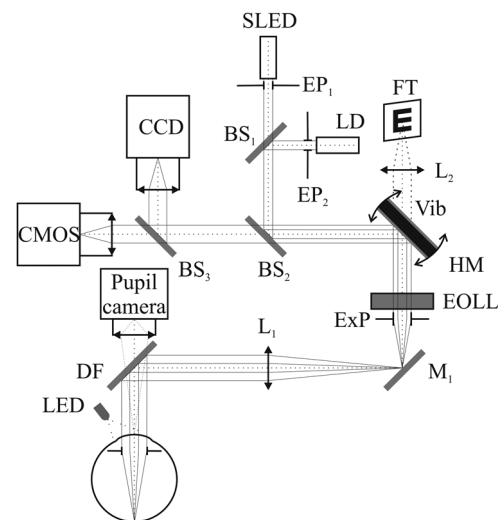 SLED
EP1
FT
E
CCD
BS1
LD
EP2
L2
Vib
CMOS
BS3
BS2
HM
Pupil
camera
EOLL
ExP
L1
DF
M1
LED